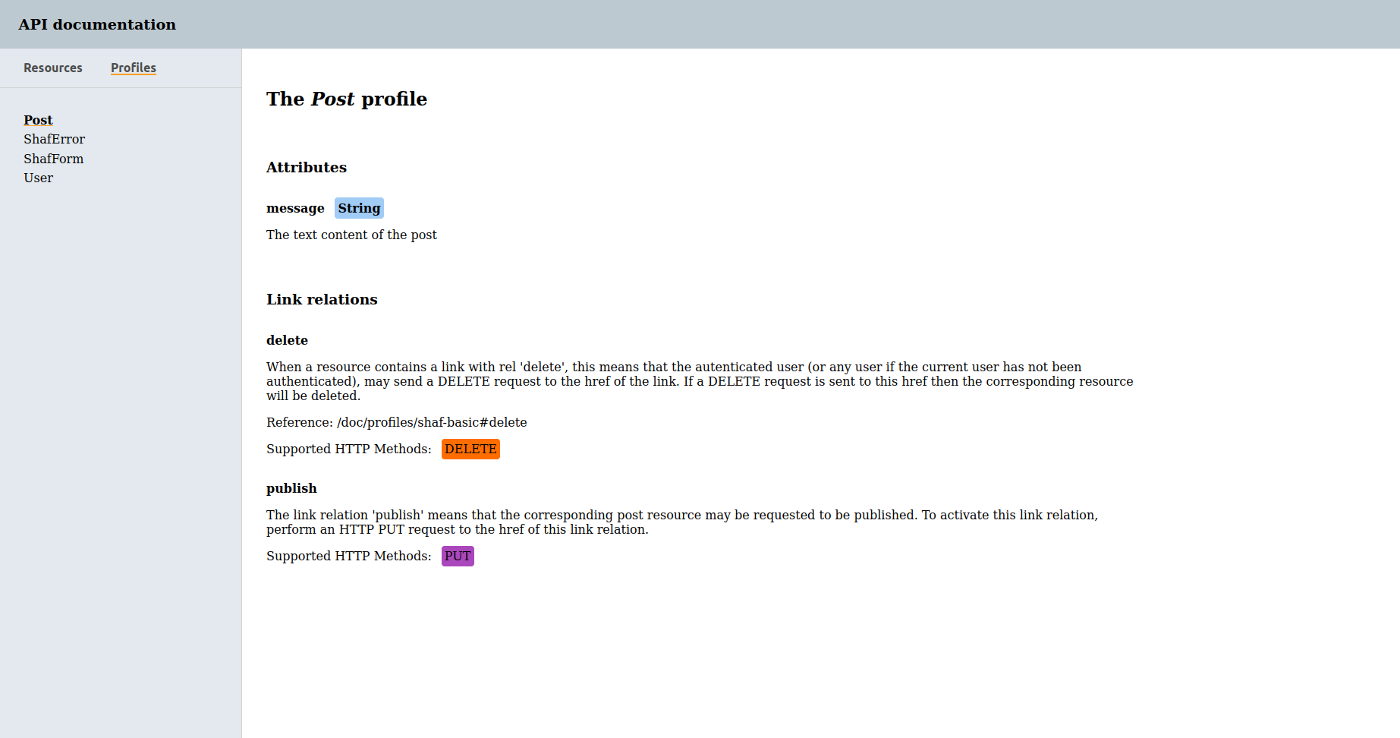 API documentation
Resources Profiles
Post
ShafError
ShafForm
User
The Post profile
Attributes
message String
The text content of the post
Link relations
delete
When a resource contains a link with rel 'delete', this means that the autenticated user (or any user if the current user has not been
authenticated), may send a DELETE request to the href of the link. If a DELETE request is sent to this href then the corresponding resource
will be deleted.
Reference: /doc/profiles/shaf-basic#delete
Supported HTTP Methods: DELETE
publish
The link relation 'publish' means that the corresponding post resource may be requested to be published. To activate this link relation,
perform an HTTP PUT request to the href of this link relation.
Supported HTTP Methods: PUT